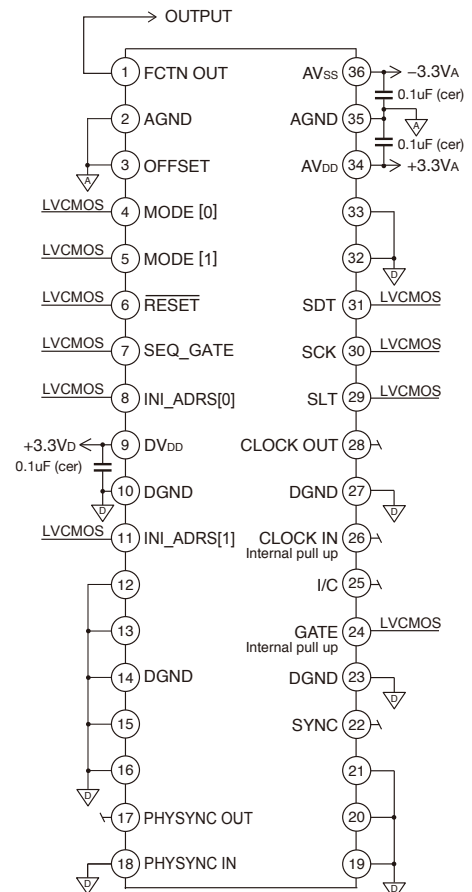 OUTPUT
1 FCTN OUT
2 AGND
A
3 OFFSET
LVCMOS 4 MODE [0]
LVCMOS 5 MODE [1]
LVCMOS 6 RESET
LVCMOS 7 SEQ_GATE
LVCMOS 8 INI_ADRS[0]
+3.3VD 9 DVDD
0.1uF (cer)
10 DGND
D
LVCMOS 11 INI_ADRS[1]
12
13
14 DGND
15
16
D
17 PHYSYNC OUT
18 PHYSYNC IN
D
AVSS 36 −3.3VA
0.1uF (cer)
AGND 35
A
0.1uF (cer)
AVDD 34 +3.3VA
33
32
D
SDT 31 LVCMOS
SCK 30 LVCMOS
SLT 29 LVCMOS
CLOCK OUT 28
DGND 27
D
CLOCK IN 26
Internal pull up
I/C 25
GATE 24 LVCMOS
Internal pull up
DGND 23
D
SYNC 22
21
20
19
D